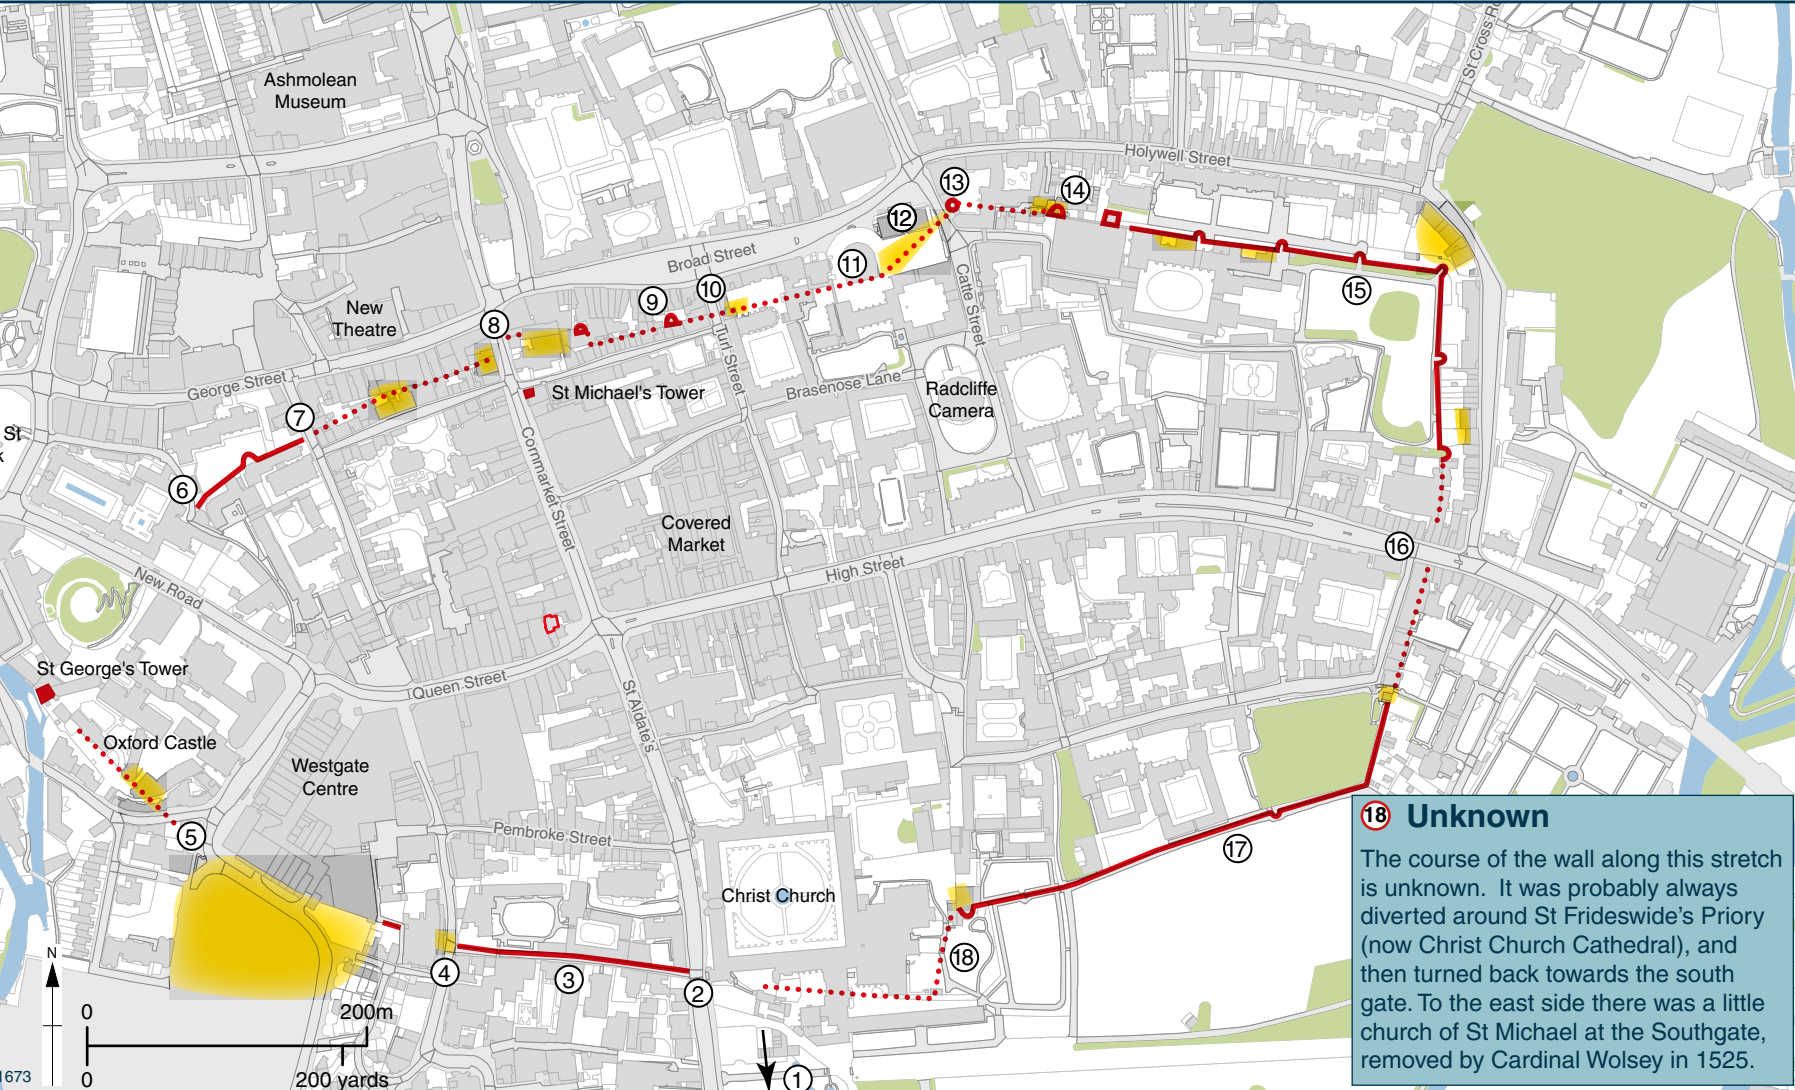 St Cross Ro
Ashmolean
Museum
Holywell Street
13
14
12
Broad Street
11
10
9
15
New
Theatre
8
Catte Street
Turl Street
George Street
St Michael's Tower
Brasenose Lane
Radcliffe
Camera
7
St
k
Cornmarket Street
6
Covered
Market
16
High Street
New Road
St George's Tower
Queen Street
St Aldate's
Oxford Castle
Westgate
Centre
5
Pembroke Street
17
Christ Church
18
4
3
2
N
0
200m
0
200 yards
1673
1
18 Unknown
The course of the wall along this stretch
is unknown. It was probably always
diverted around St Frideswide’s Priory
(now Christ Church Cathedral), and
then turned back towards the south
gate. To the east side there was a little
church of St Michael at the Southgate,
removed by Cardinal Wolsey in 1525.